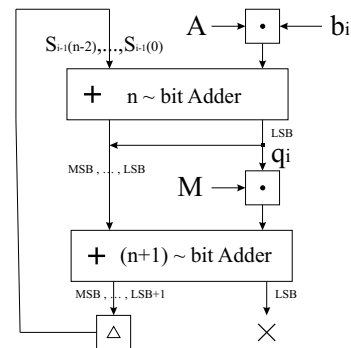 A • bᵢ
Sᵢ₋₁(n-2),...,Sᵢ₋₁(0)
+ n ~ bit Adder
LSB
qᵢ
MSB , ... , LSB
M •
+ (n+1) ~ bit Adder
MSB , ... , LSB+1 LSB
△ ×